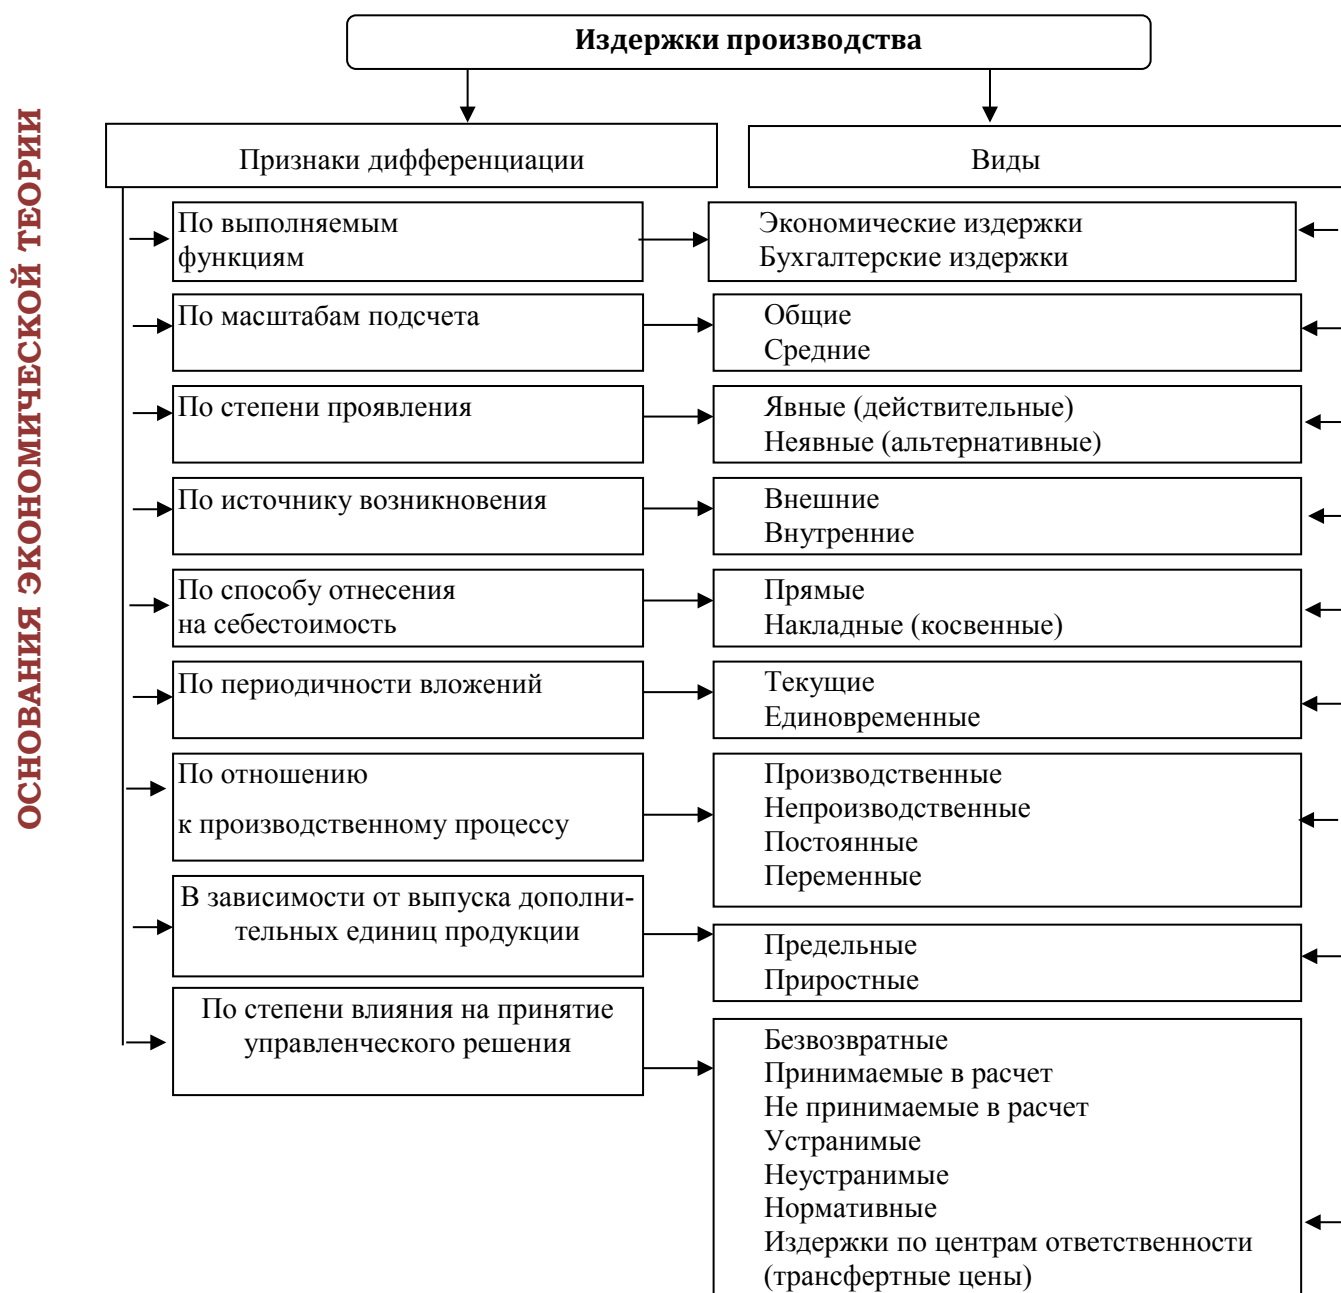 Издержки производства
ОСНОВАНИЯ ЭКОНОМИЧЕСКОЙ ТЕОРИИ
Признаки дифференциации
Виды
По выполняемым
функциям
Экономические издержки
Бухгалтерские издержки
По масштабам подсчета
Общие
Средние
По степени проявления
Явные (действительные)
Неявные (альтернативные)
По источнику возникновения
Внешние
Внутренние
По способу отнесения
на себестоимость
Прямые
Накладные (косвенные)
По периодичности вложений
Текущие
Единовременные
По отношению
к производственному процессу
Производственные
Непроизводственные
Постоянные
Переменные
В зависимости от выпуска дополни-
тельных единиц продукции
Предельные
Приростные
По степени влияния на принятие
управленческого решения
Безвозвратные
Принимаемые в расчет
Не принимаемые в расчет
Устранимые
Неустранимые
Нормативные
Издержки по центрам ответственности
(трансфертные цены)